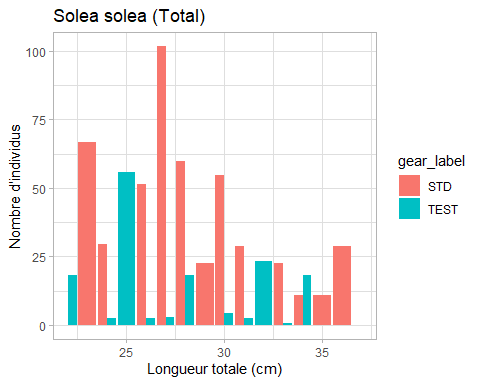 Solea solea (Total)
Nombre d'individus
100
75
50
25
0
25
30
35
Longueur totale (cm)
gear_label
STD
TEST